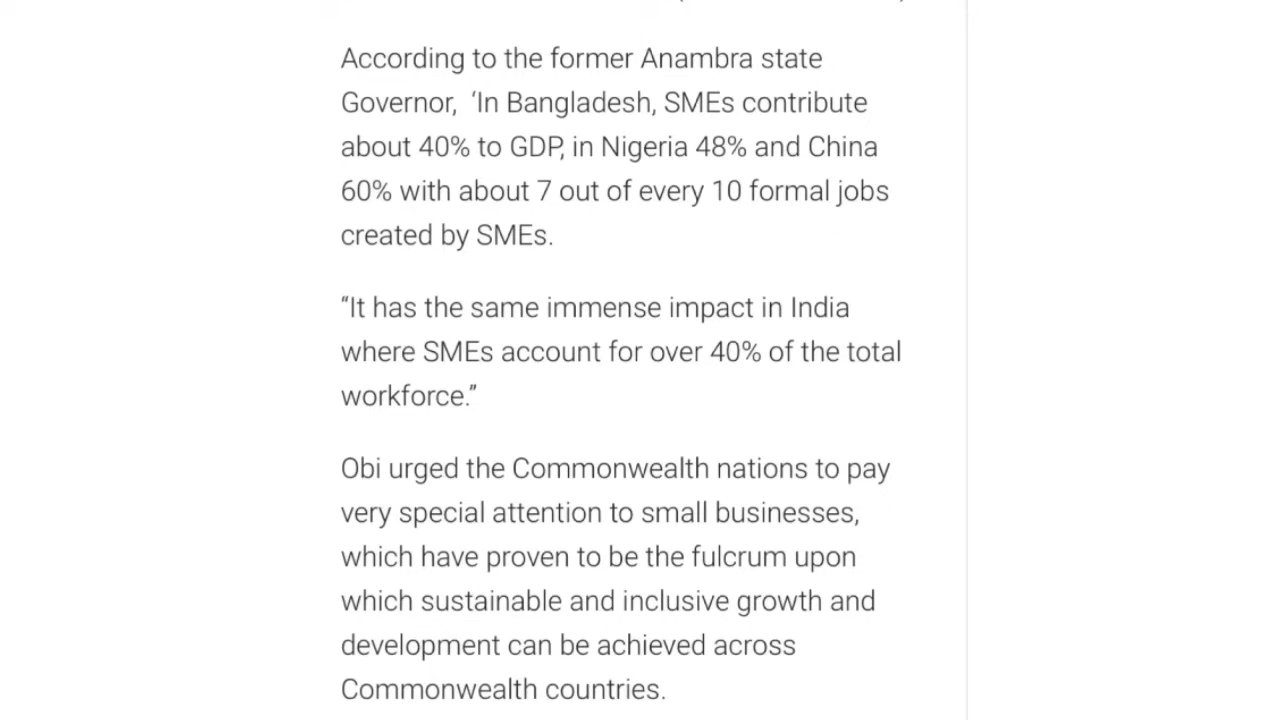 According to the former Anambra state
Governor,  ‘In Bangladesh, SMEs contribute
about 40% to GDP, in Nigeria 48% and China
60% with about 7 out of every 10 formal jobs
created by SMEs.
“It has the same immense impact in India
where SMEs account for over 40% of the total
workforce.”
Obi urged the Commonwealth nations to pay
very special attention to small businesses,
which have proven to be the fulcrum upon
which sustainable and inclusive growth and
development can be achieved across
Commonwealth countries.